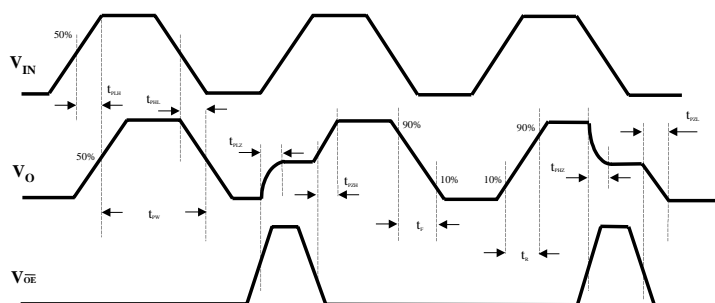 50%
V_IN
t_PLH
t_PHL
t_PZL
t_PLZ
90%
90%
50%
t_PHZ
V_O
10%
10%
t_PZH
t_PW
t_F
t_R
V_OE